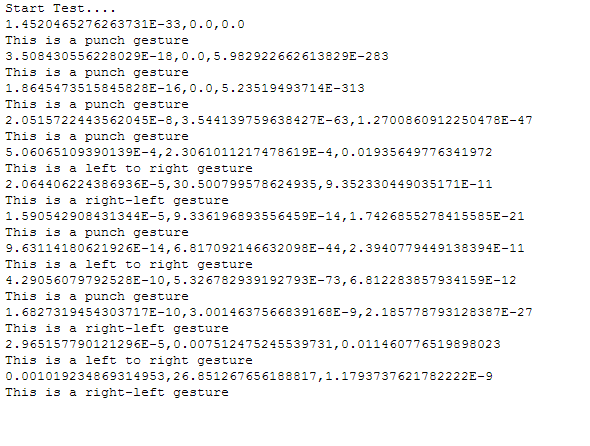 Start Test....
1.4520465276263731E-33,0.0,0.0
This is a punch gesture
3.508430556228029E-18,0.0,5.982922662613829E-283
This is a punch gesture
1.8645473515845828E-16,0.0,5.23519493714E-313
This is a punch gesture
2.0515722443562045E-8,3.544139759638427E-63,1.2700860912250478E-47
This is a punch gesture
5.06065109390139E-4,2.3061011217478619E-4,0.01935649776341972
This is a left to right gesture
2.064406224386936E-5,30.500799578624935,9.352330449035171E-11
This is a right-left gesture
1.590542908431344E-5,9.336196893556459E-14,1.7426855278415585E-21
This is a punch gesture
9.63114180621926E-14,6.817092146632098E-44,2.3940779449138394E-11
This is a left to right gesture
4.29056079792528E-10,5.326782939192793E-73,6.812283857934159E-12
This is a punch gesture
1.6827319454303717E-10,3.0014637566839168E-9,2.185778793128387E-27
This is a right-left gesture
2.965157790121296E-5,0.007512475245539731,0.011460776519898023
This is a left to right gesture
0.001019234869314953,26.851267656188817,1.1793737621782222E-9
This is a right-left gesture